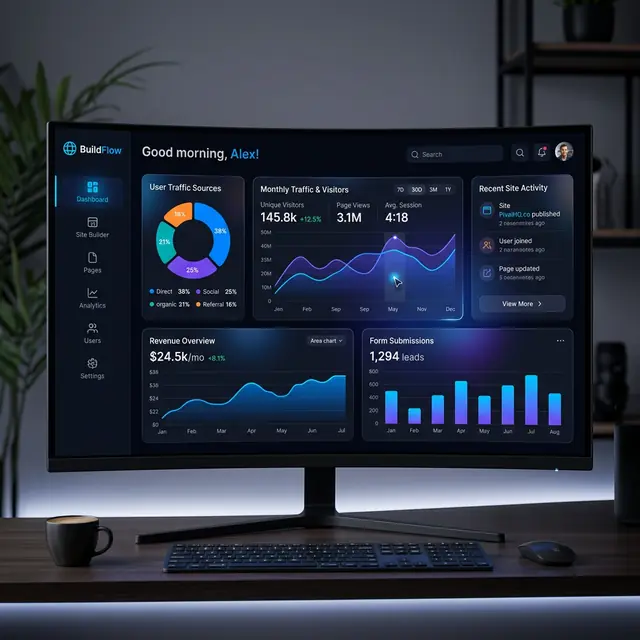 BuildFlow
Good morning, Alex!
Search
Dashboard
Site Builder
Pages
Analytics
Users
Settings
User Traffic Sources
16%
38%
21%
25%
Direct 38%
Social 25%
organic 21%
Referral 16%
Monthly Traffic & Visitors
7D 30D 3M 1Y
Unique Visitors
145.8k +12.5%
Page Views
3.1M
Avg. Session
4:18
50M
40M
30M
20M
10M
0
Jan Feb Sep Jan May Nov Dec
Recent Site Activity
Site
published
User joined
Page updated
View More
Revenue Overview
Area chart
$24.5k/mo +8.1%
$36
$24
$22
$0
Jan Feb Mar Apr May Jun Jul
Form Submissions
1,294 leads
800
600
400
200
0
Jan Feb Mar Apr May Jun Jul Aug